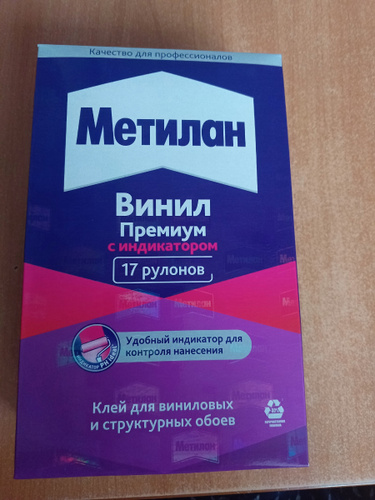 Качество для профессионалов
Метилан
Винил
Премиум
с индикатором
17 рулонов
Удобный индикатор для
контроля нанесения
Клей для виниловых
и структурных обоев